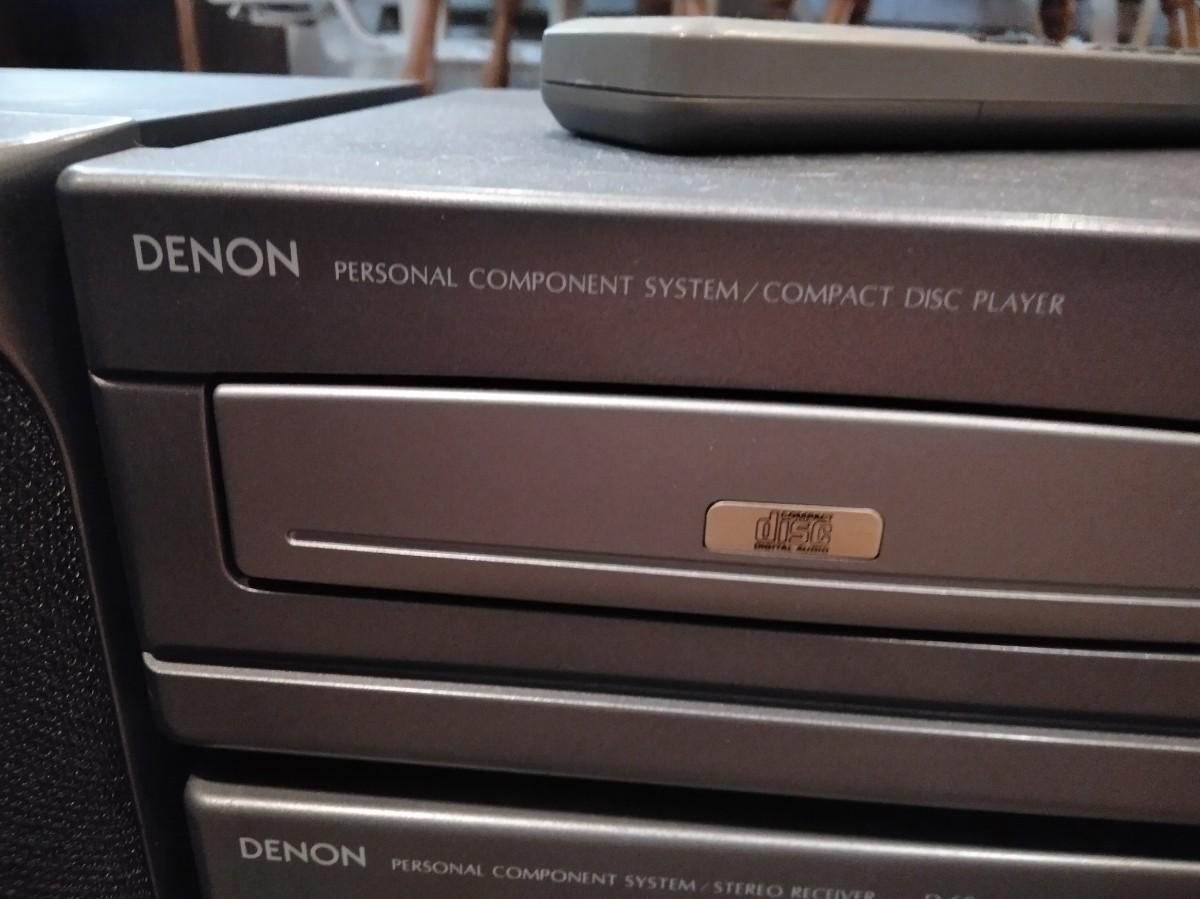 DENON PERSONAL COMPONENT SYSTEM/COMPACT DISC PLAYER
COMPACT
disc
DIGITAL AUDIO
DENON PERSONAL COMPONENT SYSTEM/STEREO RECEIVER